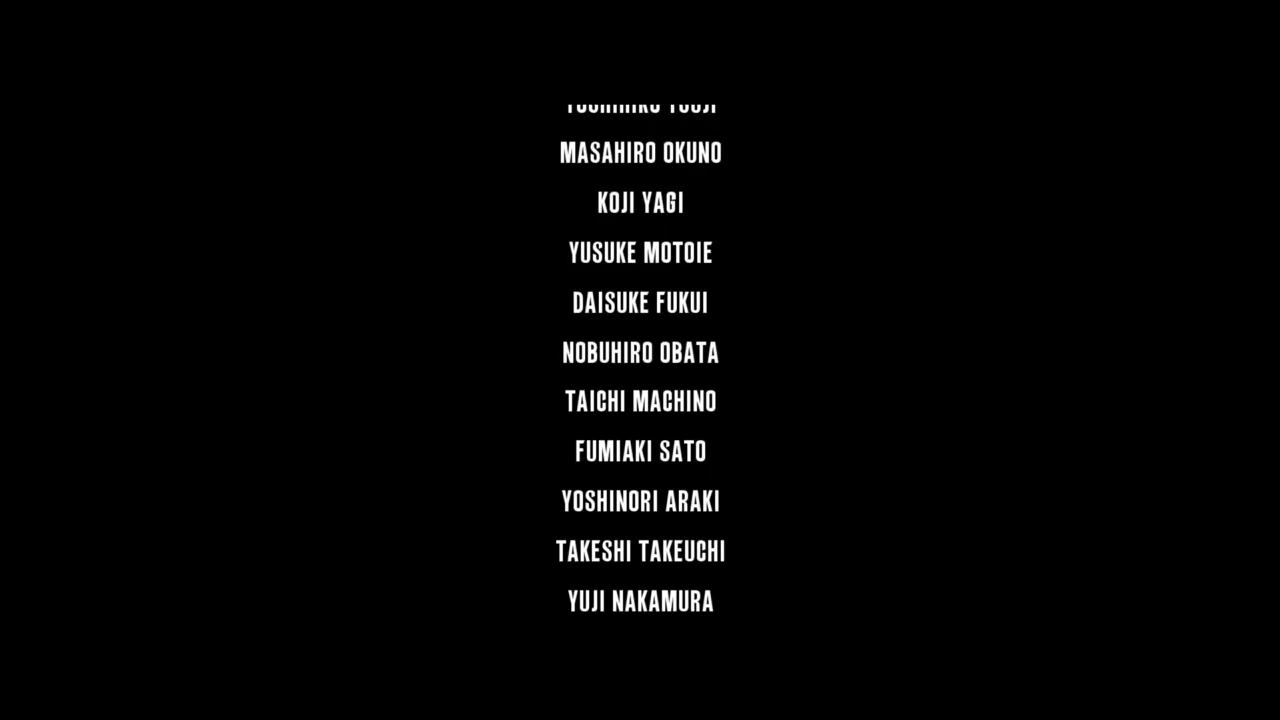 MASAHIRO OKUNO
KOJI YAGI
YUSUKE MOTOIE
DAISUKE FUKUI
NOBUHIRO OBATA
TAICHI MACHINO
FUMIAKI SATO
YOSHINORI ARAKI
TAKESHI TAKEUCHI
YUJI NAKAMURA